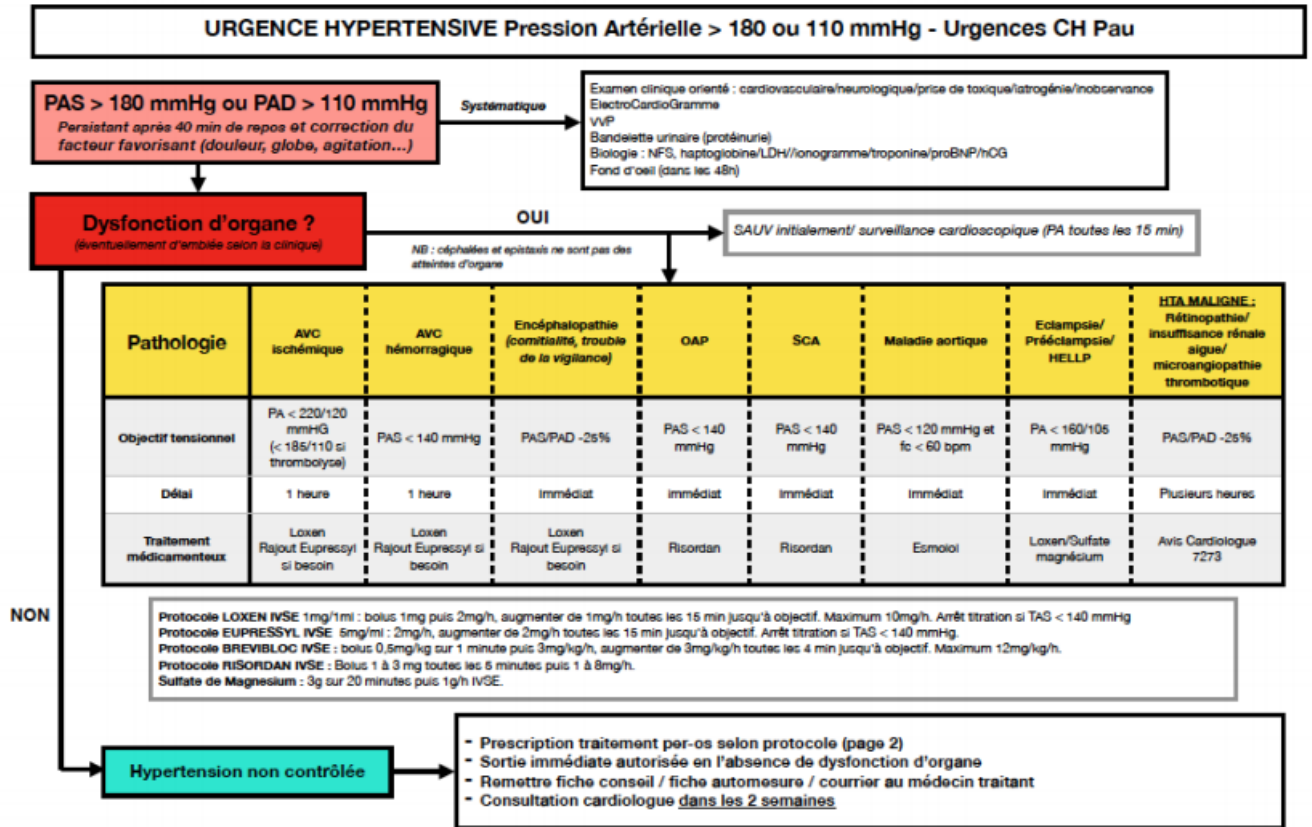 URGENCE HYPERTENSIVE Pression Artérielle > 180 ou 110 mmHg - Urgences CH Pau
PAS > 180 mmHg ou PAD > 110 mmHg
Persistant après 40 min de repos et correction du
facteur favorisant (douleur, globe, agitation...)
Systématique
Examen clinique orienté : cardiovasculaire/neurologique/prise de toxique/iatrogénie/inobservance
ElectroCardioGramme
VVP
Bandelette urinaire (protéinurie)
Biologie : NFS, haptoglobine/LDH//ionogramme/troponine/proBNP/hCG
Fond d'oeil (dans les 48h)
Dysfonction d'organe ?
(éventuellement d'emblée selon la clinique)
OUI
NB : céphalées et epistaxis ne sont pas des
atteintes d'organe
SAUV initialement/ surveillance cardioscopique (PA toutes les 15 min)
Pathologie
AVC
ischémique
AVC
hémorragique
Encéphalopathie
(comitialité, trouble
de la vigilance)
OAP
SCA
Maladie aortique
Eclampsie/
Prééclampsie/
HELLP
HTA MALIGNE :
Rétinopathie/
insuffisance rénale
aigue/
microangiopathie
thrombotique
Objectif tensionnel
PA < 220/120
mmHG
(< 185/110 si
thrombolyse)
PAS < 140 mmHg
PAS/PAD -25%
PAS < 140
mmHg
PAS < 140
mmHg
PAS < 120 mmHg et
fc < 60 bpm
PA < 160/105
mmHg
PAS/PAD -25%
Délai
1 heure
1 heure
Immédiat
immédiat
Immédiat
Immédiat
Immédiat
Plusieurs heures
Traitement
médicamenteux
Loxen
Rajout Eupressyl
si besoin
Loxen
Rajout Eupressyl si
besoin
Loxen
Rajout Eupressyl si
besoin
Risordan
Risordan
Esmolol
Loxen/Sulfate
magnésium
Avis Cardiologue
7273
NON
Protocole LOXEN IVSE 1mg/1ml : bolus 1mg puis 2mg/h, augmenter de 1mg/h toutes les 15 min jusqu'à objectif. Maximum 10mg/h. Arrêt titration si TAS < 140 mmHg
Protocole EUPRESSYL IVSE 5mg/ml : 2mg/h, augmenter de 2mg/h toutes les 15 min jusqu'à objectif. Arrêt titration si TAS < 140 mmHg.
Protocole BREVIBLOC IVSE : bolus 0,5mg/kg sur 1 minute puis 3mg/kg/h, augmenter de 3mg/kg/h toutes les 4 min jusqu'à objectif. Maximum 12mg/kg/h.
Protocole RISORDAN IVSE : Bolus 1 à 3 mg toutes les 5 minutes puis 1 à 8mg/h.
Sulfate de Magnesium : 3g sur 20 minutes puis 1g/h IVSE.
Hypertension non contrôlée
- Prescription traitement per-os selon protocole (page 2)
- Sortie immédiate autorisée en l'absence de dysfonction d'organe
- Remettre fiche conseil / fiche automesure / courrier au médecin traitant
- Consultation cardiologue dans les 2 semaines